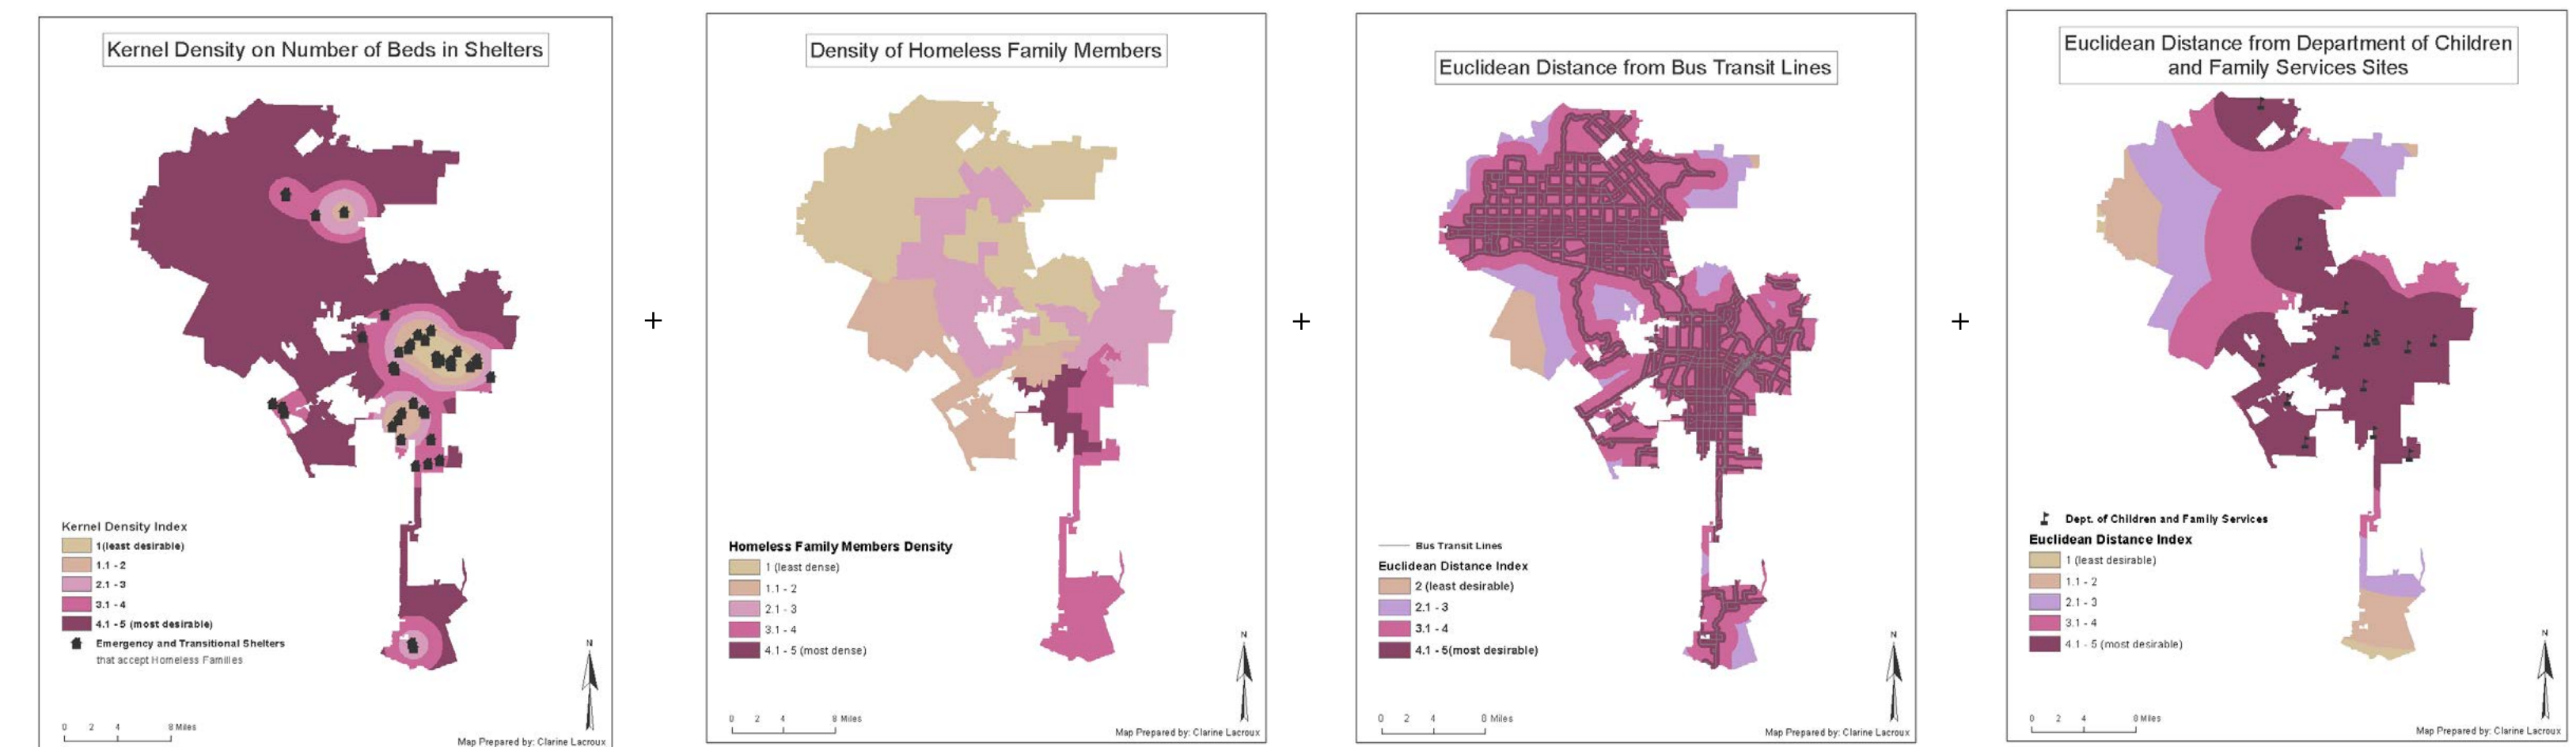 Kernel Density on Number of Beds in Shelters
Kernel Density Index
1(least desirable)
1.1 - 2
2.1 - 3
3.1 - 4
4.1 - 5 (most desirable)
Emergency and Transitional Shelters
that accept Homeless Families
N
0 2 4 8 Miles
Map Prepared by: Clarine Lacroux
+
Density of Homeless Family Members
Homeless Family Members Density
1 (least dense)
1.1 - 2
2.1 - 3
3.1 - 4
4.1 - 5 (most dense)
N
0 2 4 8 Miles
Map Prepared by: Clarine Lacroux
+
Euclidean Distance from Bus Transit Lines
Bus Transit Lines
Euclidean Distance Index
2 (least desirable)
2.1 - 3
3.1 - 4
4.1 - 5(most desirable)
N
0 2 4 8 Miles
Map Prepared by: Clarine Lacroux
+
Euclidean Distance from Department of Children
and Family Services Sites
Dept. of Children and Family Services
Euclidean Distance Index
1 (least desirable)
1.1 - 2
2.1 - 3
3.1 - 4
4.1 - 5 (most desirable)
N
0 2 4 8 Miles
Map Prepared by: Clarine Lacroux